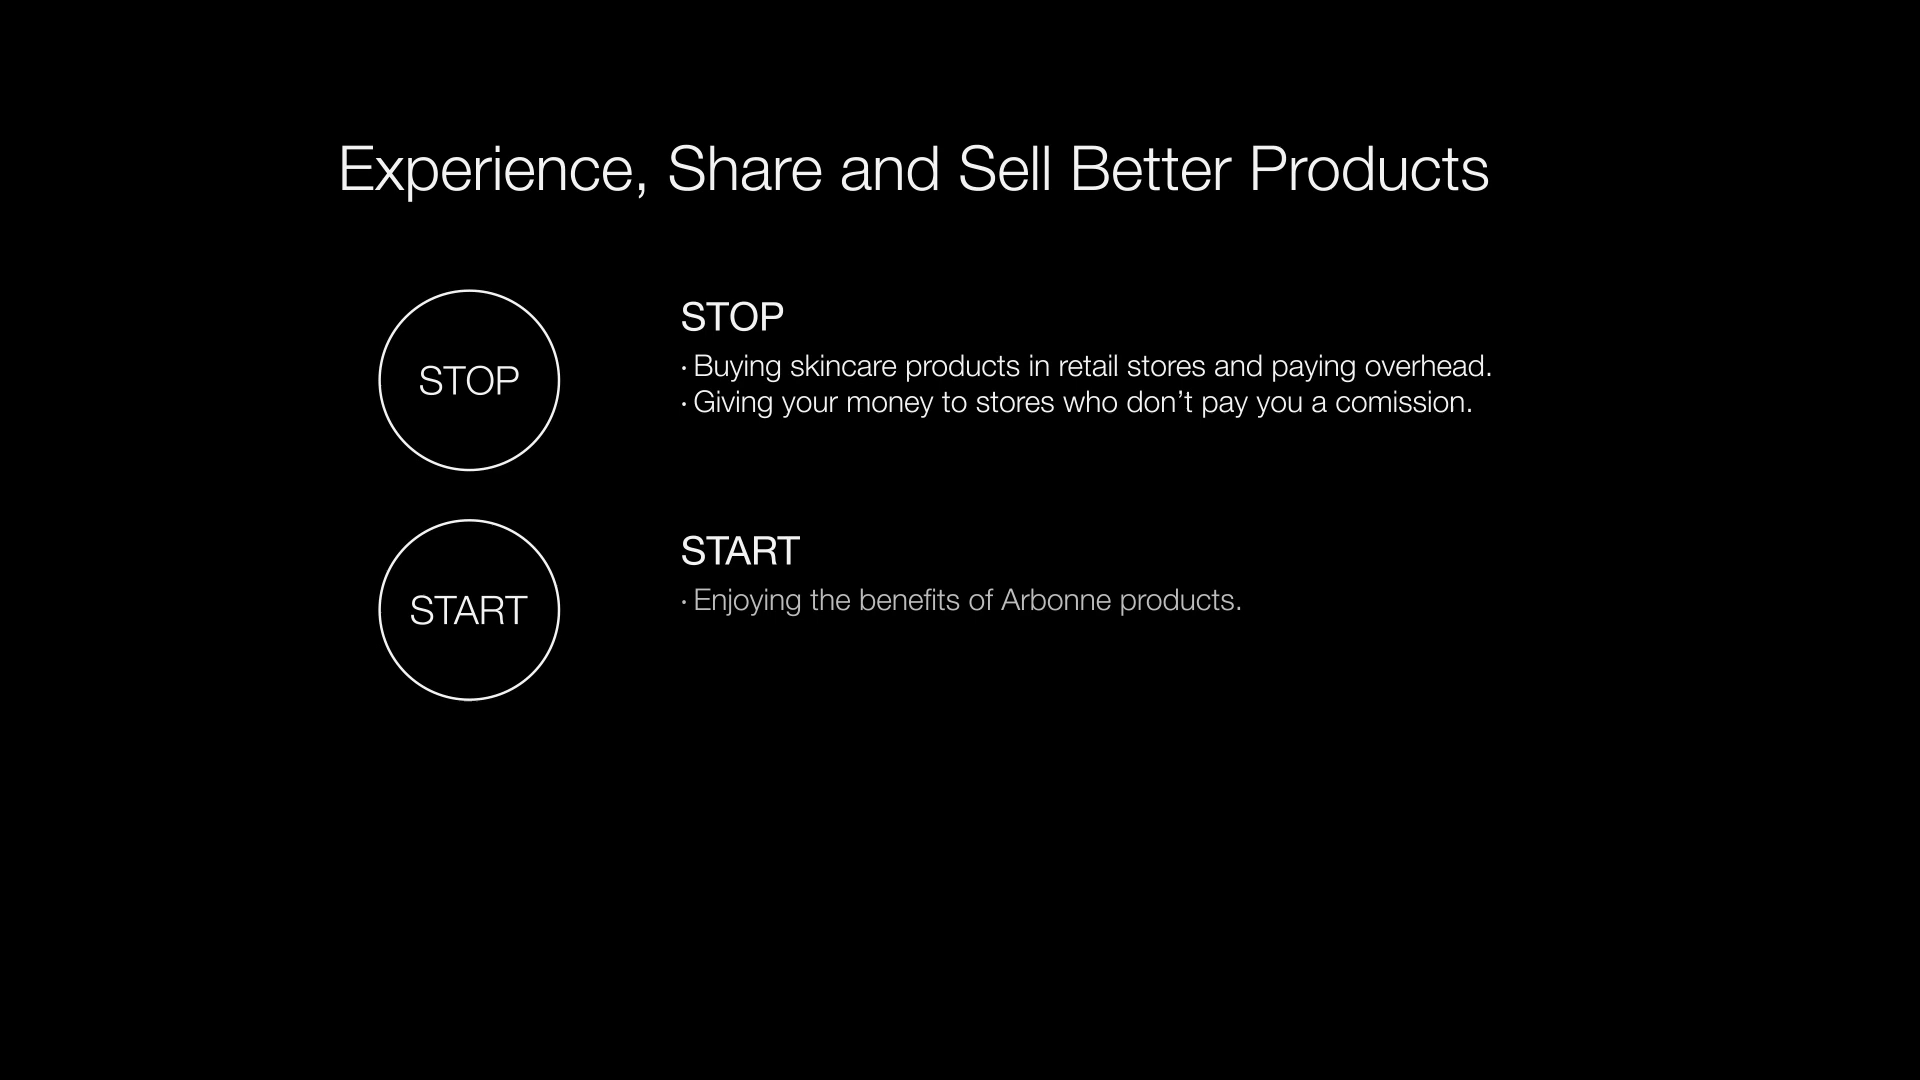 Experience, Share and Sell Better Products
STOP
STOP
· Buying skincare products in retail stores and paying overhead.
· Giving your money to stores who don’t pay you a comission.
START
START
· Enjoying the benefits of Arbonne products.